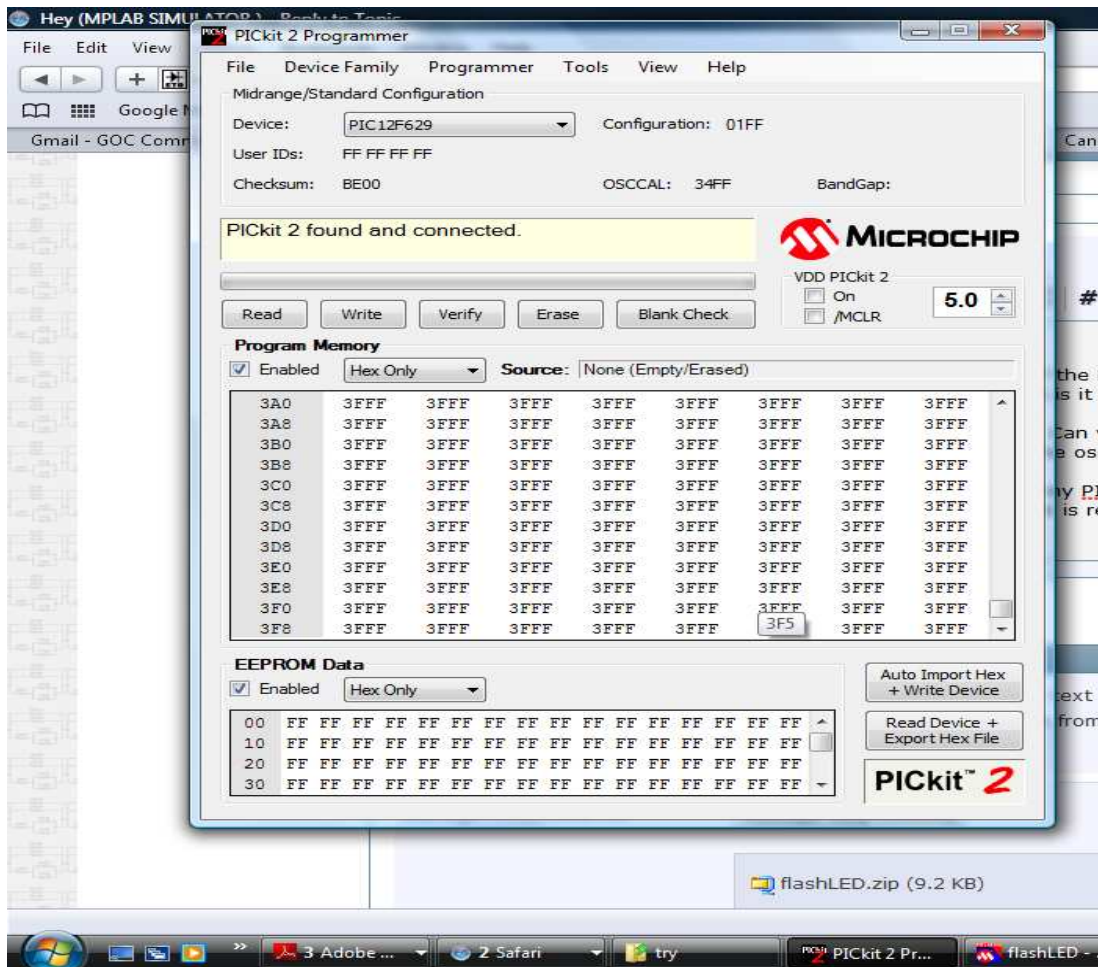 Hey (MPLAB SIMULATOR ) - Reply to Topic
File Edit View
Google
Gmail - GOC Comm
PICkit 2 Programmer
File Device Family Programmer Tools View Help
Midrange/Standard Configuration
Device: PIC12F629 Configuration: 01FF
User IDs: FF FF FF FF
Checksum: BE00 OSCCAL: 34FF BandGap:
PICkit 2 found and connected.
MICROCHIP
VDD PICkit 2
On
/MCLR
5.0
Read Write Verify Erase Blank Check
Program Memory
Enabled Hex Only Source: None (Empty/Erased)
3A0 3FFF 3FFF 3FFF 3FFF 3FFF 3FFF 3FFF 3FFF
3A8 3FFF 3FFF 3FFF 3FFF 3FFF 3FFF 3FFF 3FFF
3B0 3FFF 3FFF 3FFF 3FFF 3FFF 3FFF 3FFF 3FFF
3B8 3FFF 3FFF 3FFF 3FFF 3FFF 3FFF 3FFF 3FFF
3C0 3FFF 3FFF 3FFF 3FFF 3FFF 3FFF 3FFF 3FFF
3C8 3FFF 3FFF 3FFF 3FFF 3FFF 3FFF 3FFF 3FFF
3D0 3FFF 3FFF 3FFF 3FFF 3FFF 3FFF 3FFF 3FFF
3D8 3FFF 3FFF 3FFF 3FFF 3FFF 3FFF 3FFF 3FFF
3E0 3FFF 3FFF 3FFF 3FFF 3FFF 3FFF 3FFF 3FFF
3E8 3FFF 3FFF 3FFF 3FFF 3FFF 3FFF 3FFF 3FFF
3F0 3FFF 3FFF 3FFF 3FFF 3FFF 3FFF 3FFF 3FFF
3F8 3FFF 3FFF 3FFF 3FFF 3FFF 3F5 3FFF 3FFF
EEPROM Data
Enabled Hex Only
00 FF FF FF FF FF FF FF FF FF FF FF FF FF FF FF FF
10 FF FF FF FF FF FF FF FF FF FF FF FF FF FF FF FF
20 FF FF FF FF FF FF FF FF FF FF FF FF FF FF FF FF
30 FF FF FF FF FF FF FF FF FF FF FF FF FF FF FF FF
Auto Import Hex
+ Write Device
Read Device +
Export Hex File
PICkit™ 2
Can
#
the
is it
Can
os
PI
is
text
from
flashLED.zip (9.2 KB)
3 Adobe ... 2 Safari try PICkit 2 Pr... flashLED -